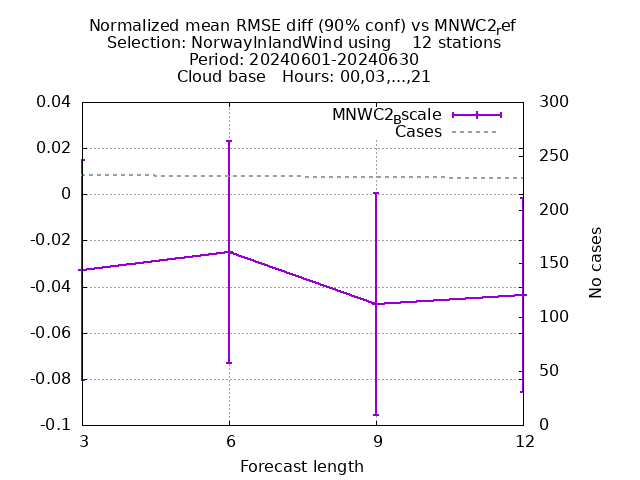 Normalized mean RMSE diff (90% conf) vs MNWC2ref
Selection: NorwayInlandWind using    12 stations
Period: 20240601-20240630
Cloud base   Hours: 00,03,...,21
MNWC2Bscale
Cases
0.04
0.02
0
-0.02
-0.04
-0.06
-0.08
-0.1
300
250
200
150
100
50
0
No cases
3 6 9 12
Forecast length